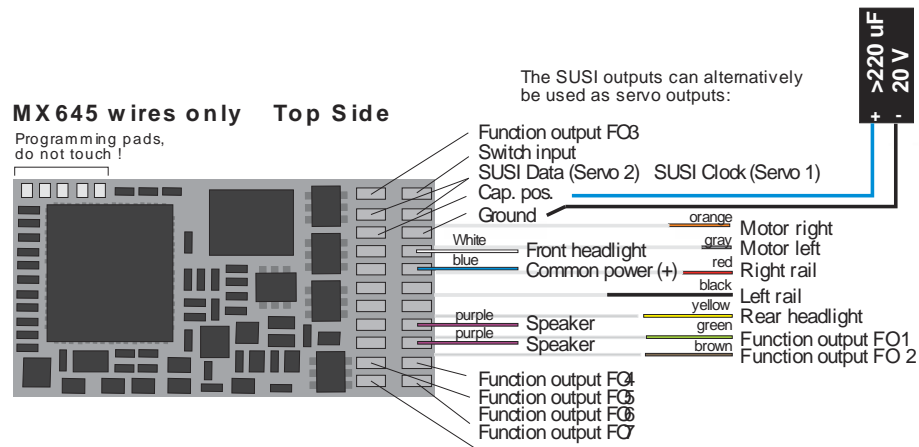 >220 uF
20 V
+ -
The SUSI outputs can alternatively
be used as servo outputs:
MX645 wires only Top Side
Programming pads,
do not touch !
Function output FO3
Switch input
SUSI Data (Servo 2) SUSI Clock (Servo 1)
Cap. pos.
Ground
orange Motor right
gray Motor left
White Front headlight
blue Common power (+)
red Right rail
black Left rail
yellow Rear headlight
purple Speaker
green Function output FO1
purple Speaker
brown Function output FO 2
Function output FO4
Function output FO5
Function output FO6
Function output FO7